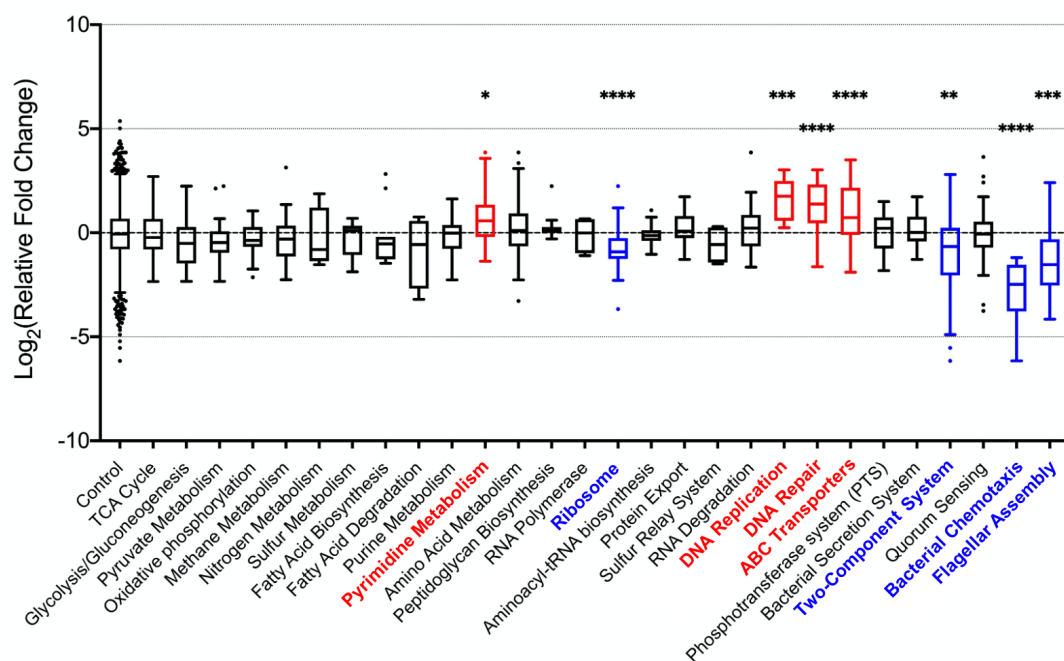 10
5
0
-5
-10
Log2(Relative Fold Change)
*
****
***
****
****
**
****
***
Control
TCA Cycle
Glycolysis/Gluconeogenesis
Pyruvate Metabolism
Oxidative phosphorylation
Methane Metabolism
Nitrogen Metabolism
Sulfur Metabolism
Fatty Acid Biosynthesis
Fatty Acid Degradation
Purine Metabolism
Pyrimidine Metabolism
Amino Acid Metabolism
Peptidoglycan Biosynthesis
RNA Polymerase
Ribosome
Aminoacyl-tRNA biosynthesis
Protein Export
Sulfur Relay System
RNA Degradation
DNA Replication
DNA Repair
ABC Transporters
Phosphotransferase system (PTS)
Bacterial Secretion System
Two-Component System
Quorum Sensing
Bacterial Chemotaxis
Flagellar Assembly